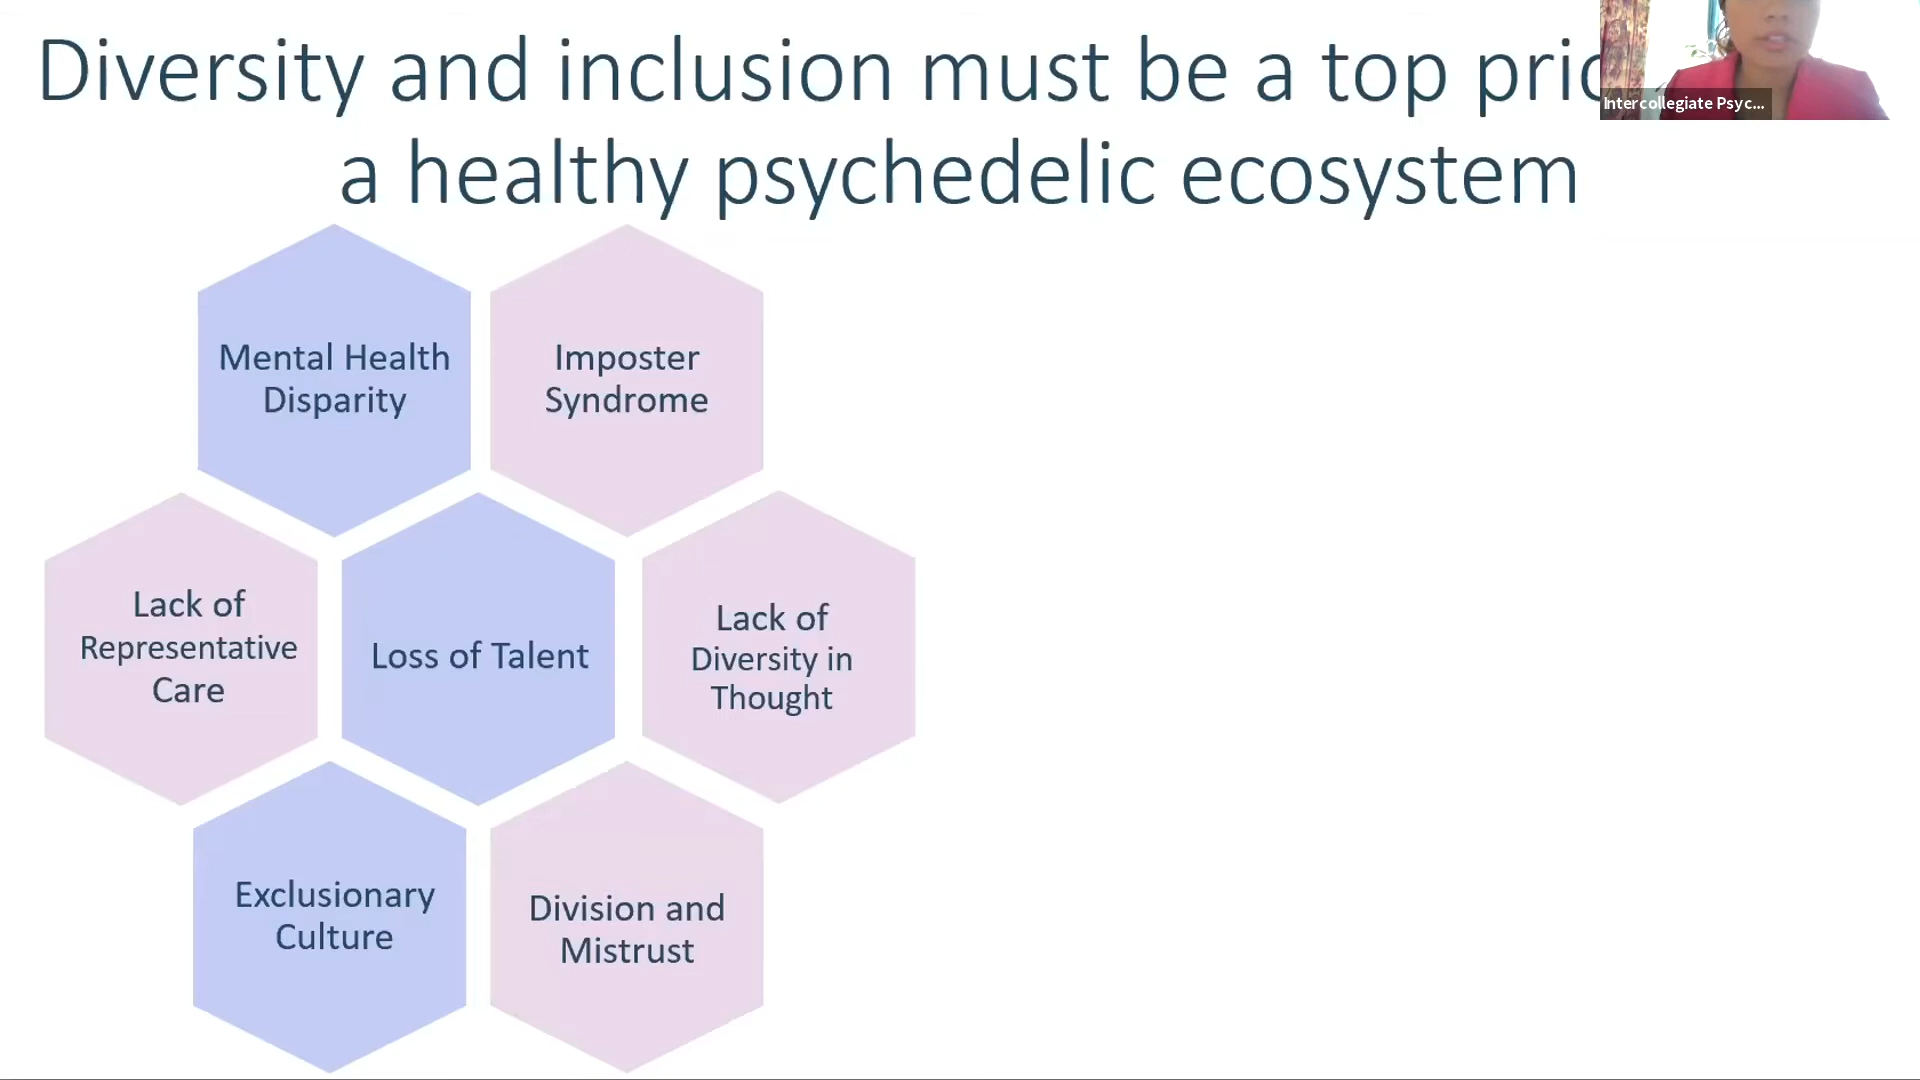 Diversity and inclusion must be a top
a healthy psychedelic ecosystem
Intercollegiate Psyc...
Mental Health
Disparity
Imposter
Syndrome
Lack of
Representative
Care
Loss of Talent
Lack of
Diversity in
Thought
Exclusionary
Culture
Division and
Mistrust